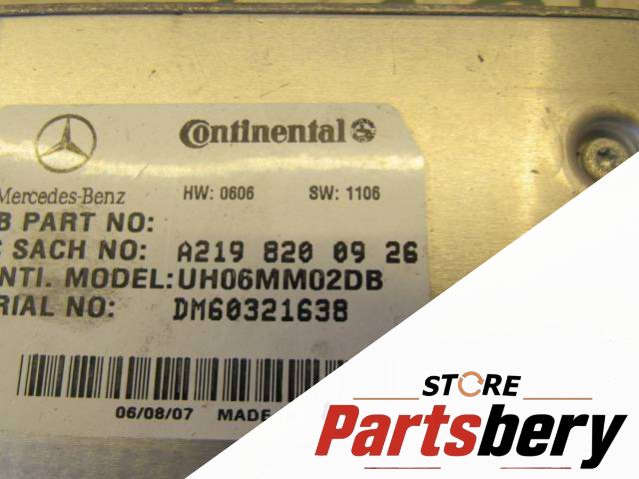 Continental
Mercedes-Benz HW: 0606 SW: 1106
B PART NO:
SACH NO: A219 820 09 26
NTI. MODEL:UH06MM02DB
RIAL NO: DM60321638
06/08/07 MADE
STORE
Partsbery